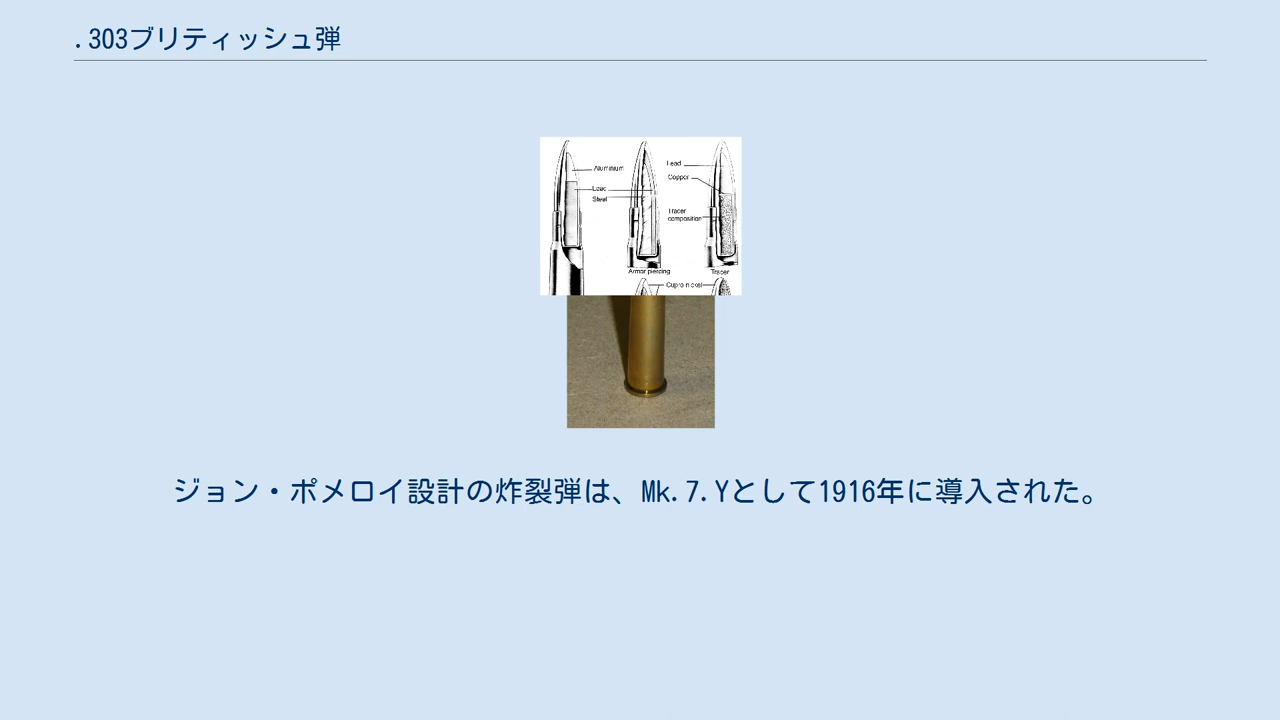 .303ブリティッシュ弾
Aluminium
Lead
Steel
Lead
Copper
Tracer
composition
Armor piercing
Tracer
Cupro nickel
ジョン・ポメロイ設計の炸裂弾は、Mk.7.Yとして1916年に導入された。